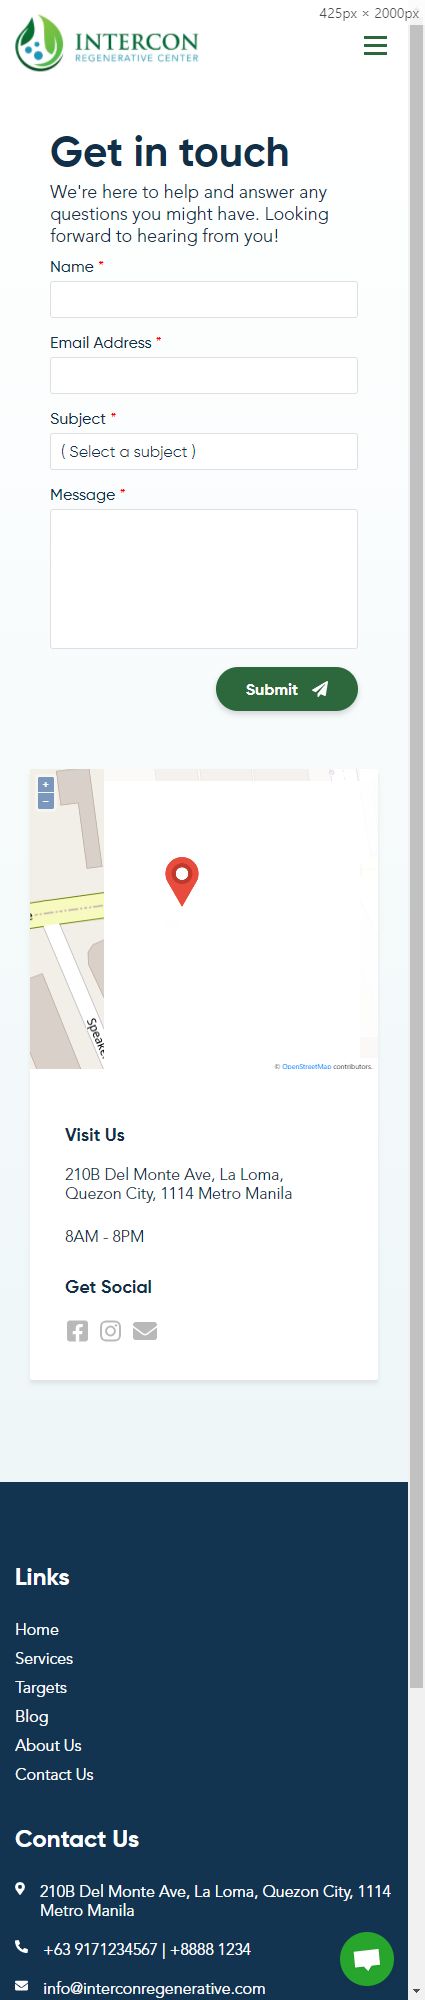 425px × 2000px
INTERCON
REGENERATIVE CENTER
Get in touch
We're here to help and answer any
questions you might have. Looking
forward to hearing from you!
Name *
Email Address *
Subject *
( Select a subject )
Message *
Submit
+
−
Speake
© OpenStreetMap contributors.
Visit Us
210B Del Monte Ave, La Loma,
Quezon City, 1114 Metro Manila
8AM - 8PM
Get Social
Links
Home
Services
Targets
Blog
About Us
Contact Us
Contact Us
210B Del Monte Ave, La Loma, Quezon City, 1114
Metro Manila
+63 9171234567 | +8888 1234
info@interconregenerative.com